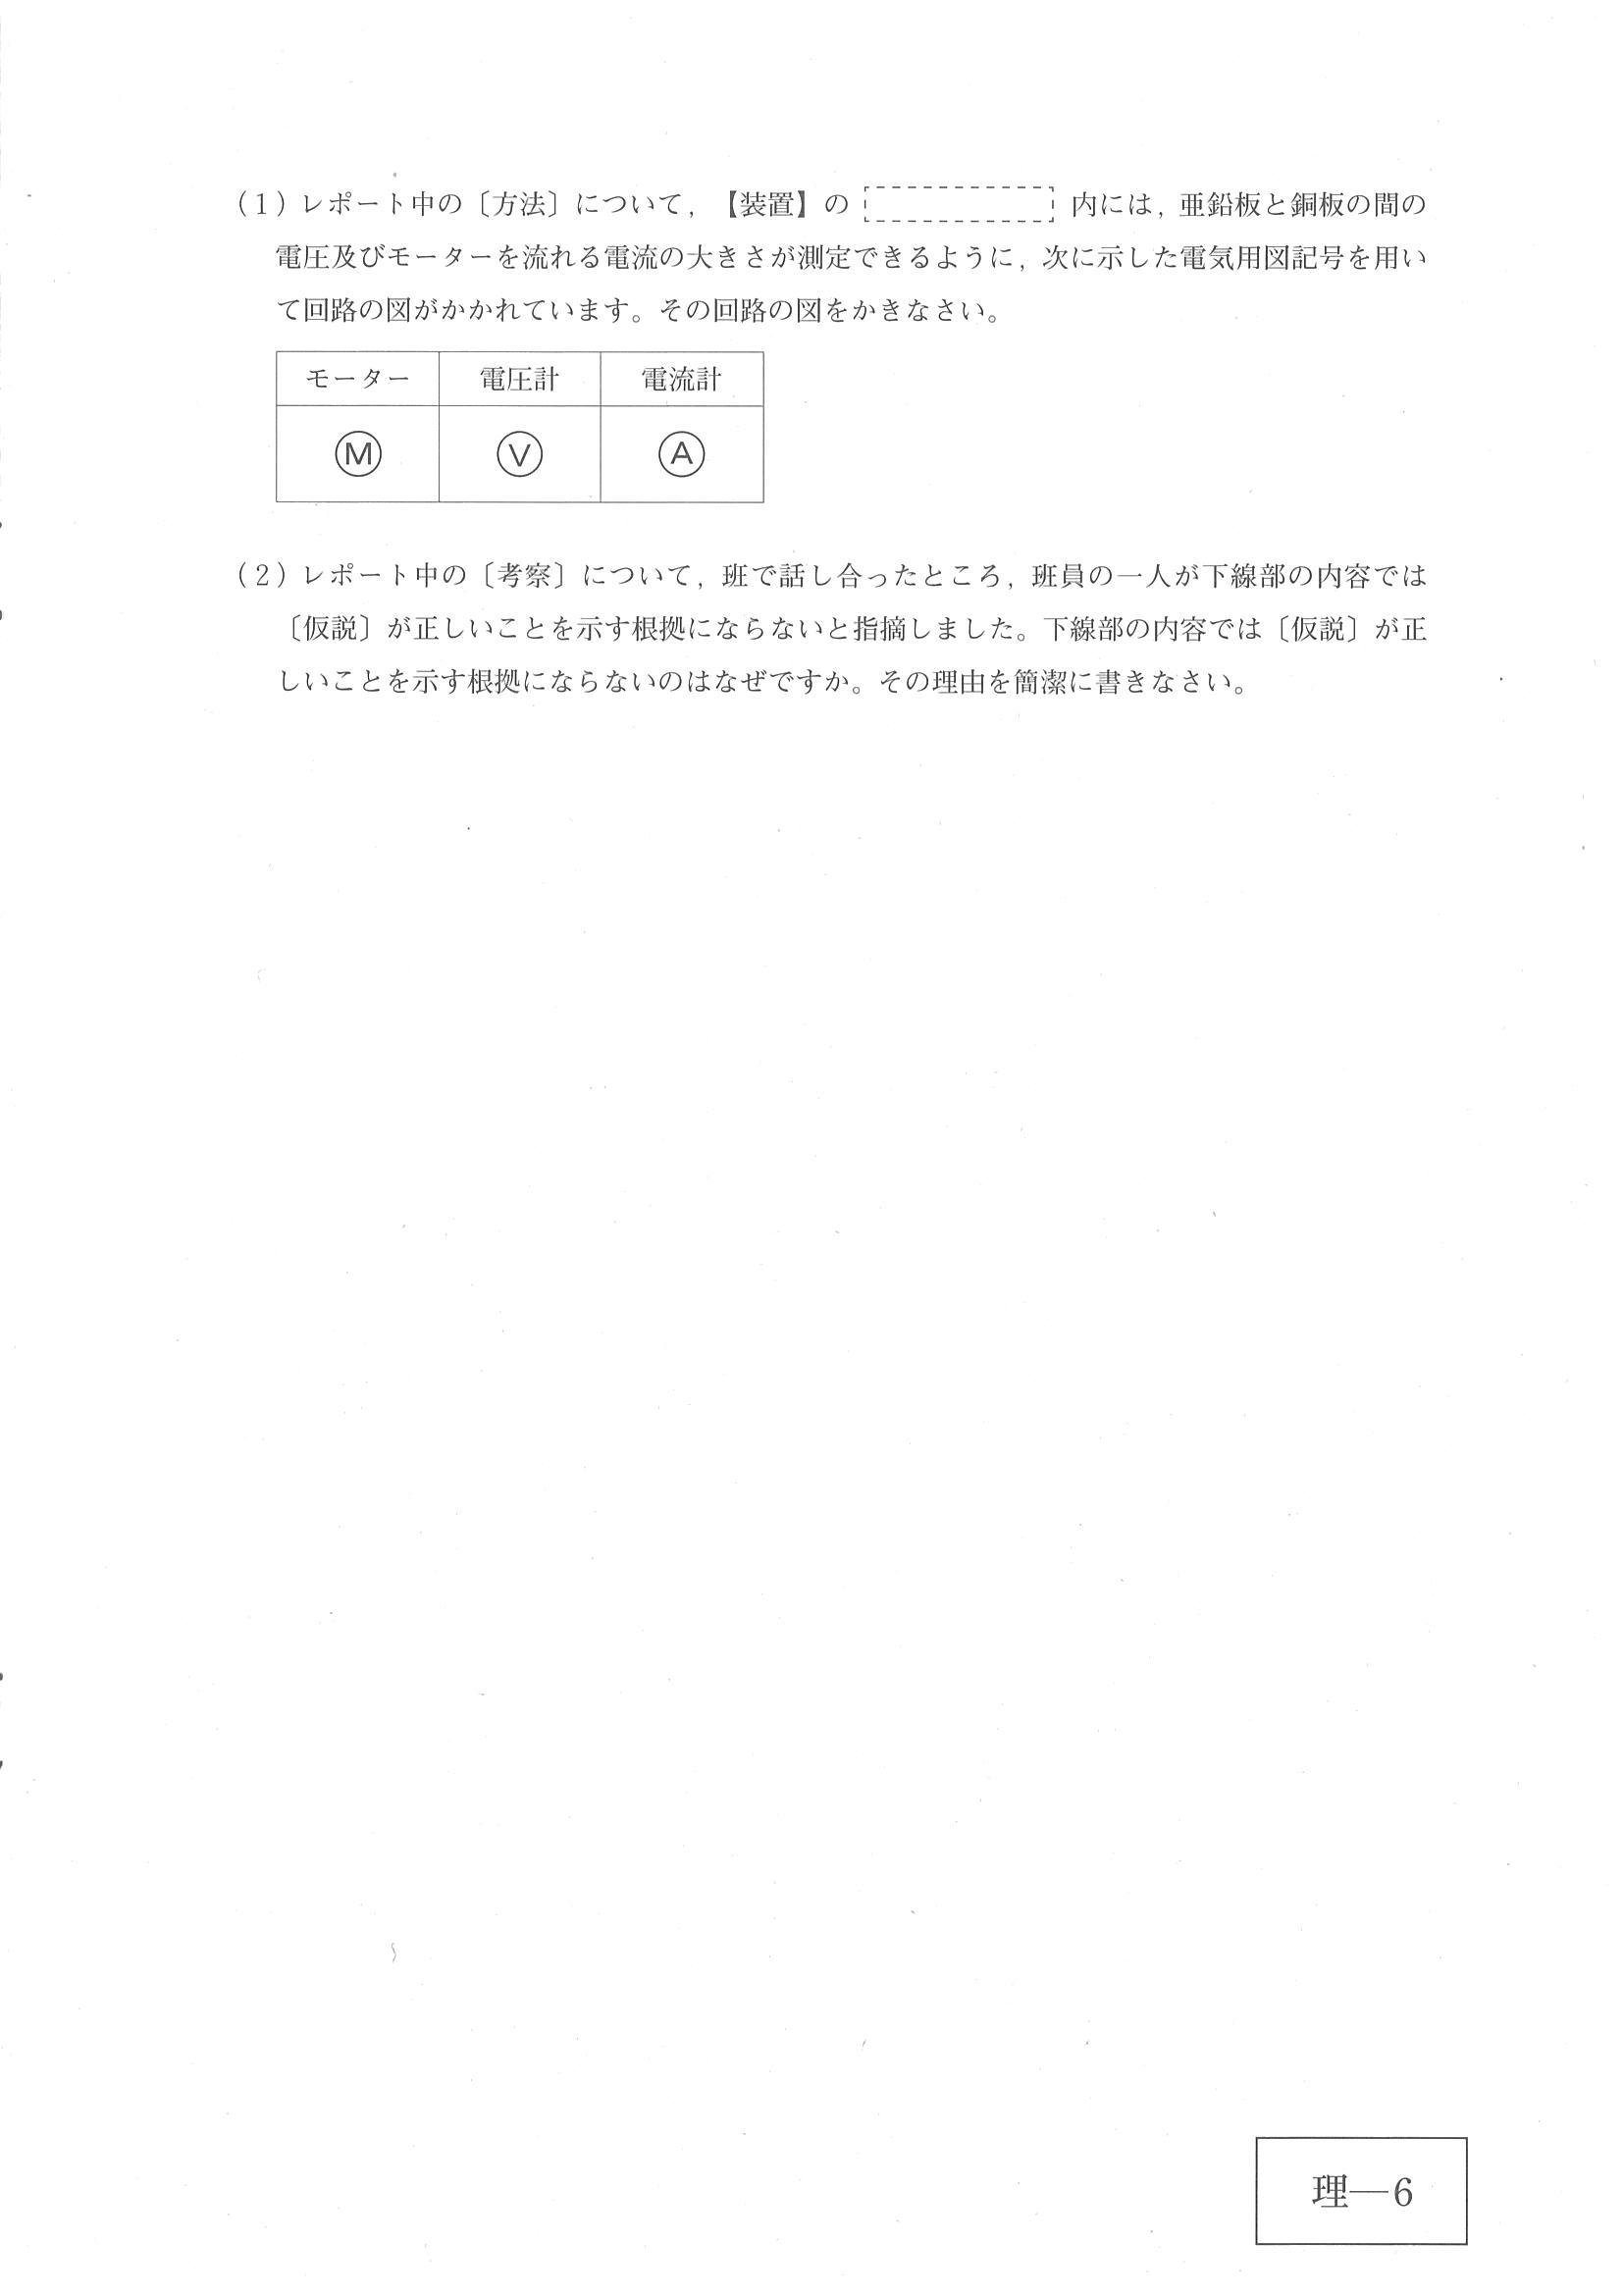 (1) レポート中の〔方法〕について，【装置】の 内には，亜鉛板と銅板の間の
電圧及びモーターを流れる電流の大きさが測定できるように，次に示した電気用図記号を用い
て回路の図がかかれています。その回路の図をかきなさい。
モーター 電圧計 電流計
M V A
(2) レポート中の〔考察〕について，班で話し合ったところ，班員の一人が下線部の内容では
〔仮説〕が正しいことを示す根拠にならないと指摘しました。下線部の内容では〔仮説〕が正
しいことを示す根拠にならないのはなぜですか。その理由を簡潔に書きなさい。
理—6